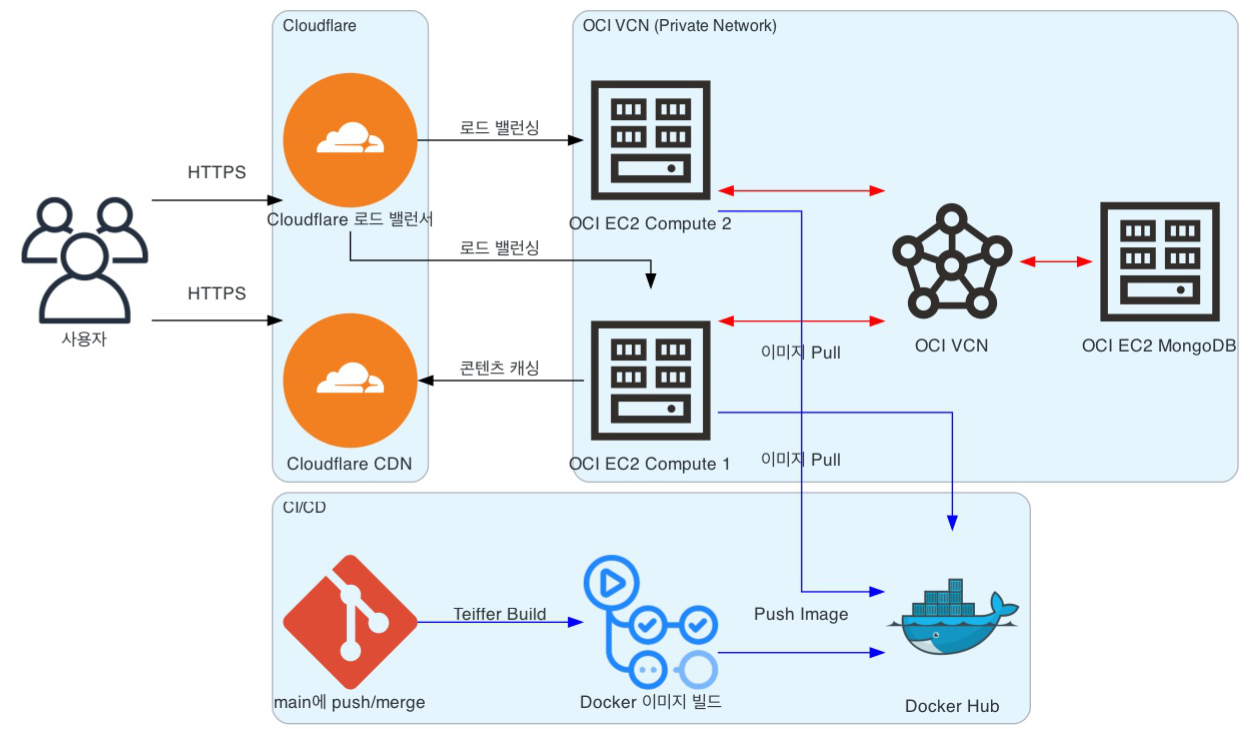 Cloudflare
OCI VCN (Private Network)
HTTPS
로드 밸런싱
Cloudflare 로드 밸런서
OCI EC2 Compute 2
로드 밸런싱
HTTPS
사용자
OCI VCN
OCI EC2 MongoDB
이미지 Pull
콘텐츠 캐싱
Cloudflare CDN
OCI EC2 Compute 1
이미지 Pull
CI/CD
Teiffer Build
Push Image
main에 push/merge
Docker 이미지 빌드
Docker Hub